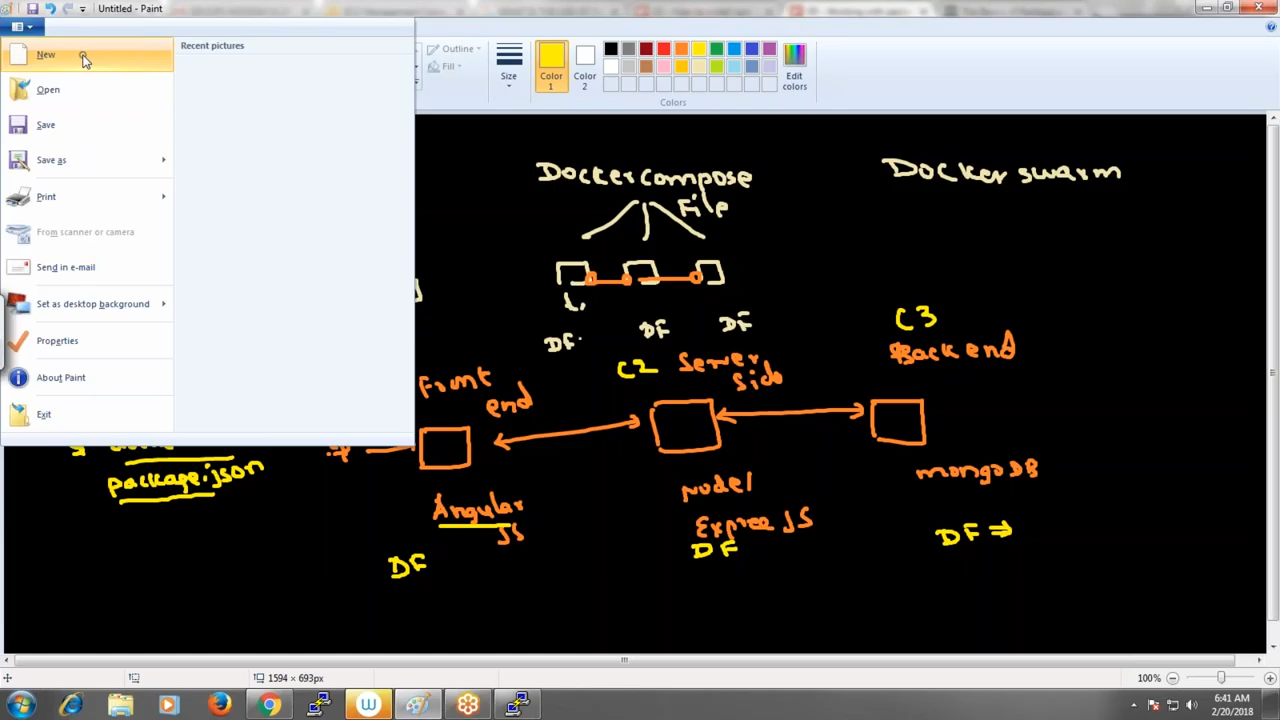 Untitled - Paint
New
Recent pictures
Open
Save
Save as
Print
From scanner or camera
Send in e-mail
Set as desktop background
Properties
About Paint
Exit
Outline
Fill
Size
Color 1
Color 2
Edit colors
Colors
Dockercompose
File
Docker swarm
DF
DF
DF
C3
Backend
C2
Server
Side
Front
end
package.json
mongoDB
Angular
JS
Express JS
DF
DF
DF ⇒
1594 × 693px
100%
6:41 AM
2/20/2018